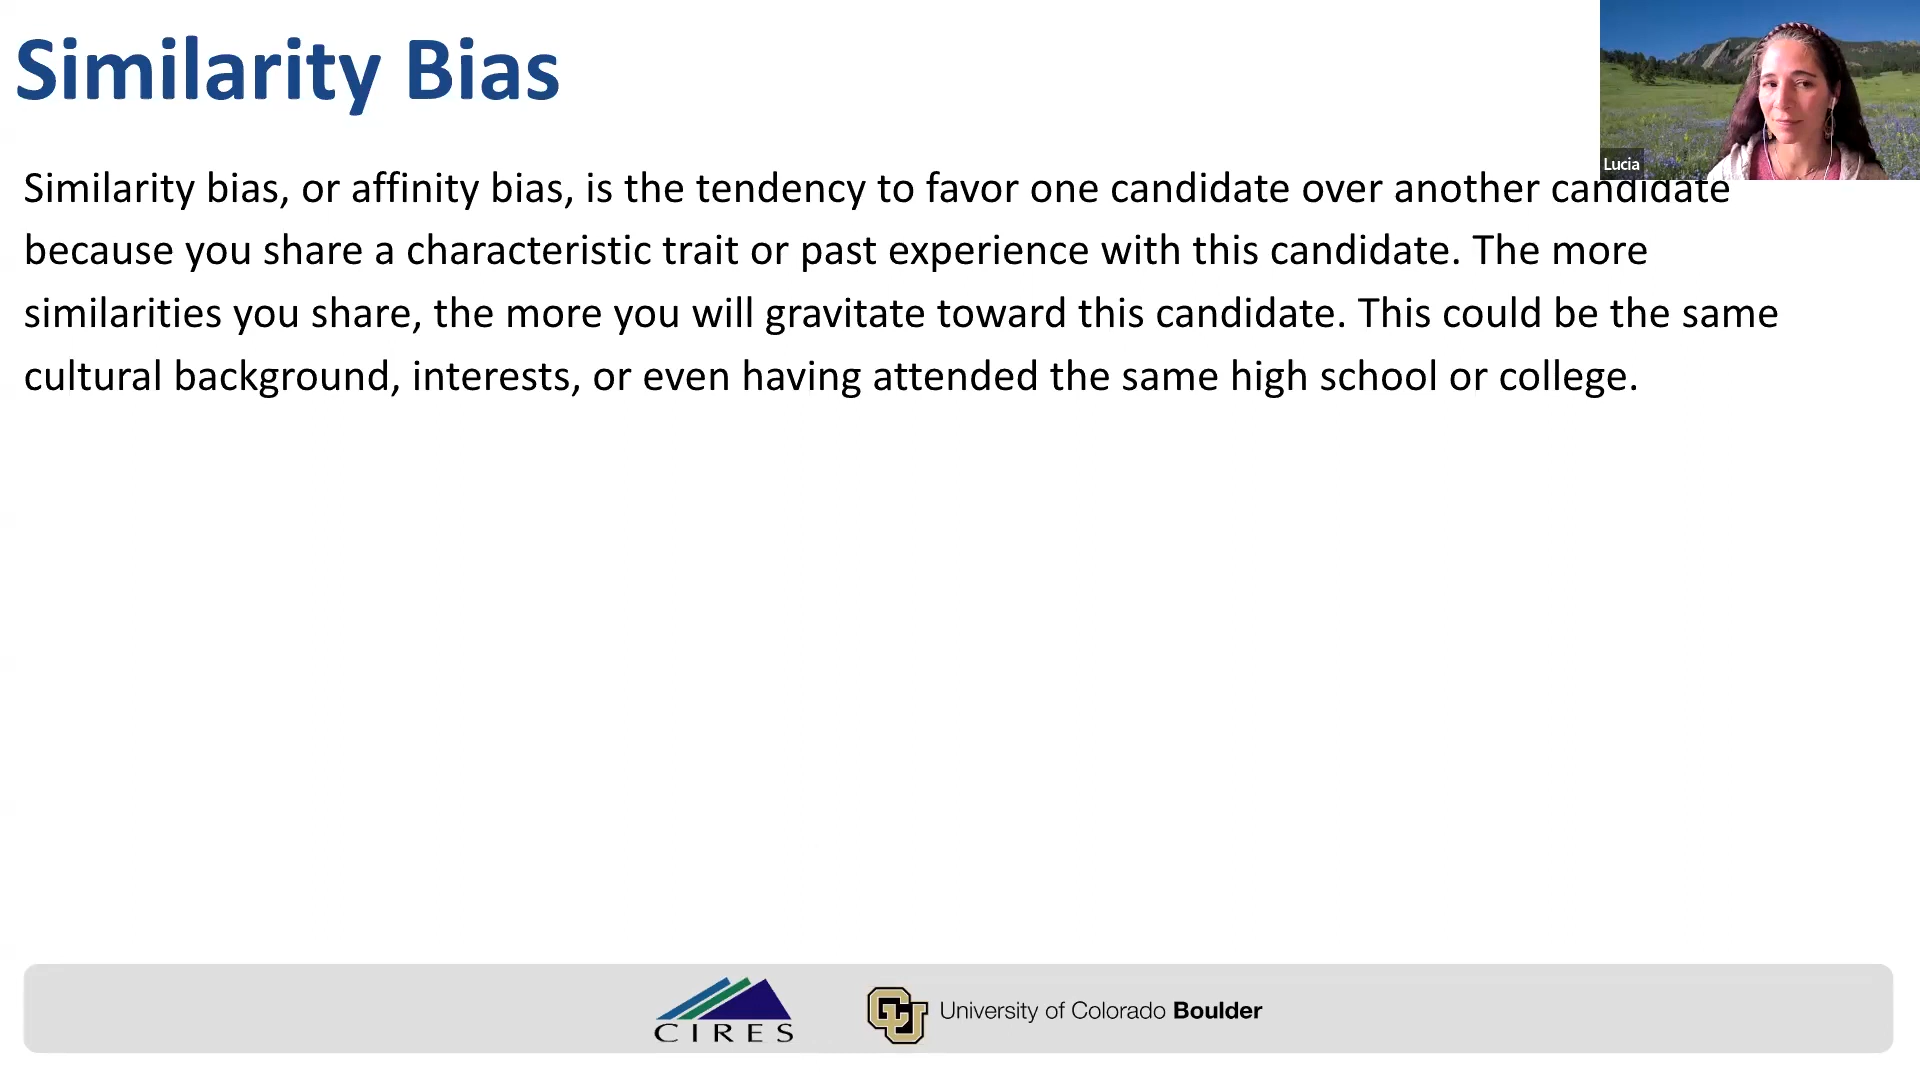 Similarity Bias
Lucia
Similarity bias, or affinity bias, is the tendency to favor one candidate over another candidate
because you share a characteristic trait or past experience with this candidate. The more
similarities you share, the more you will gravitate toward this candidate. This could be the same
cultural background, interests, or even having attended the same high school or college.
CIRES
CU University of Colorado Boulder